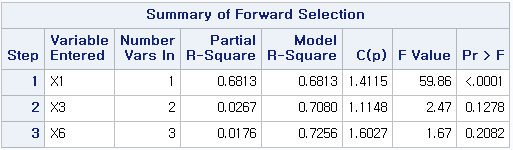 Summary of Forward Selection
Step Variable Entered Number Vars In Partial R-Square Model R-Square C(p) F Value Pr > F
1 X1 1 0.6813 0.6813 1.4115 59.86 <.0001
2 X3 2 0.0267 0.7080 1.1148 2.47 0.1278
3 X6 3 0.0176 0.7256 1.6027 1.67 0.2082